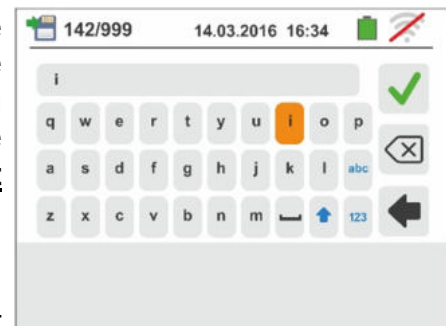 142/999 14.03.2016 16:34
i
q w e r t y u i o p
a s d f g h j k l abc
z x c v b n m 123